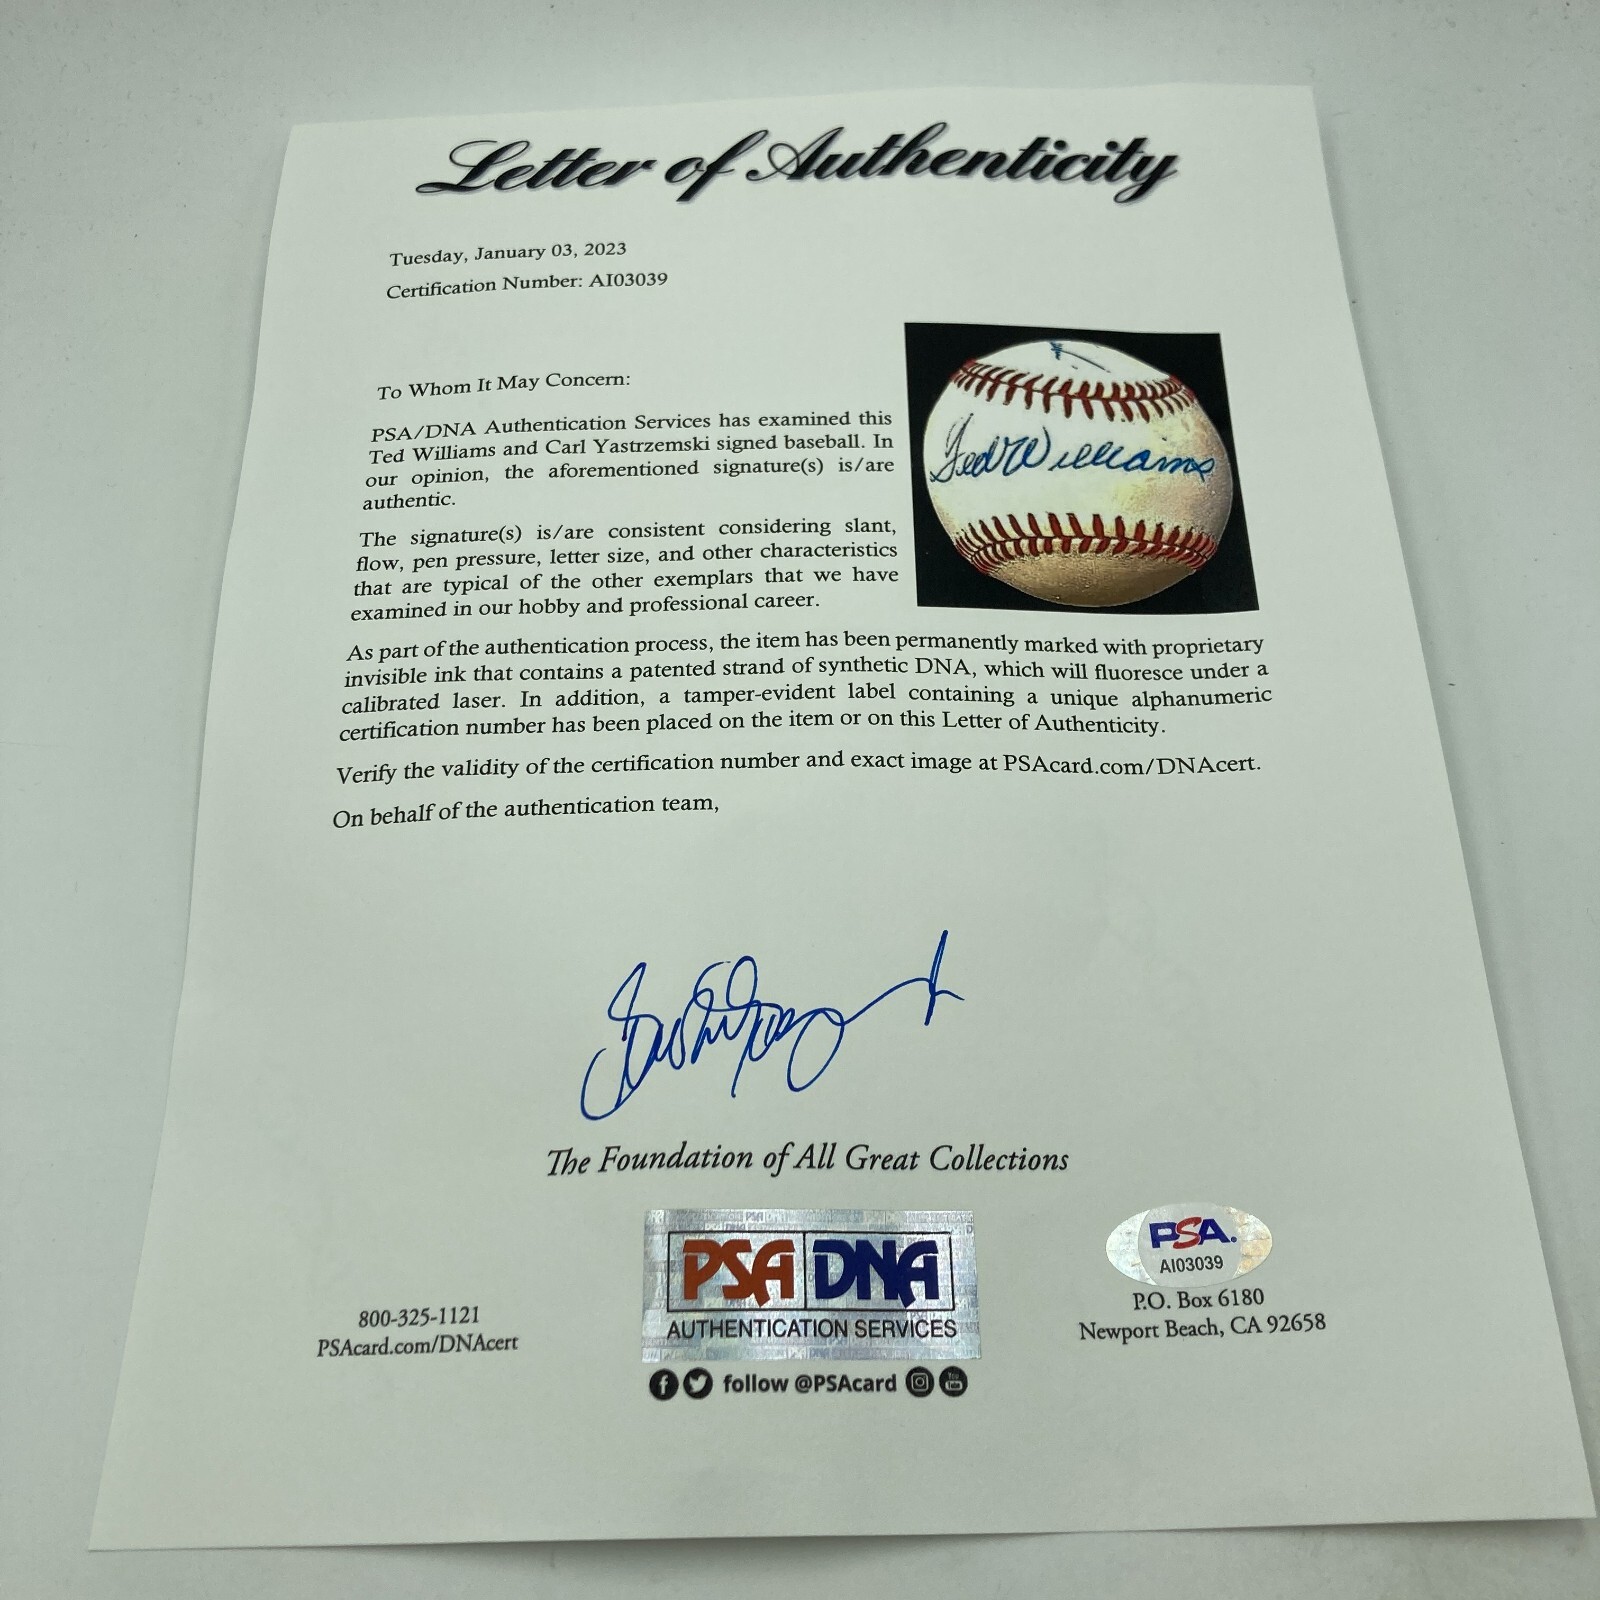 Letter of Authenticity
Tuesday, January 03, 2023
Certification Number: AI03039
To Whom It May Concern:
PSA/DNA Authentication Services has examined this
Ted Williams and Carl Yastrzemski signed baseball. In
our opinion, the aforementioned signature(s) is/are
authentic.
Ted Williams
The signature(s) is/are consistent considering slant,
flow, pen pressure, letter size, and other characteristics
that are typical of the other exemplars that we have
examined in our hobby and professional career.
As part of the authentication process, the item has been permanently marked with proprietary
invisible ink that contains a patented strand of synthetic DNA, which will fluoresce under a
calibrated laser. In addition, a tamper-evident label containing a unique alphanumeric
certification number has been placed on the item or on this Letter of Authenticity.
Verify the validity of the certification number and exact image at PSAcard.com/DNAcert.
On behalf of the authentication team,
The Foundation of All Great Collections
800-325-1121
PSAcard.com/DNAcert
PSA DNA
AUTHENTICATION SERVICES
follow @PSAcard
PSA.
AI03039
P.O. Box 6180
Newport Beach, CA 92658